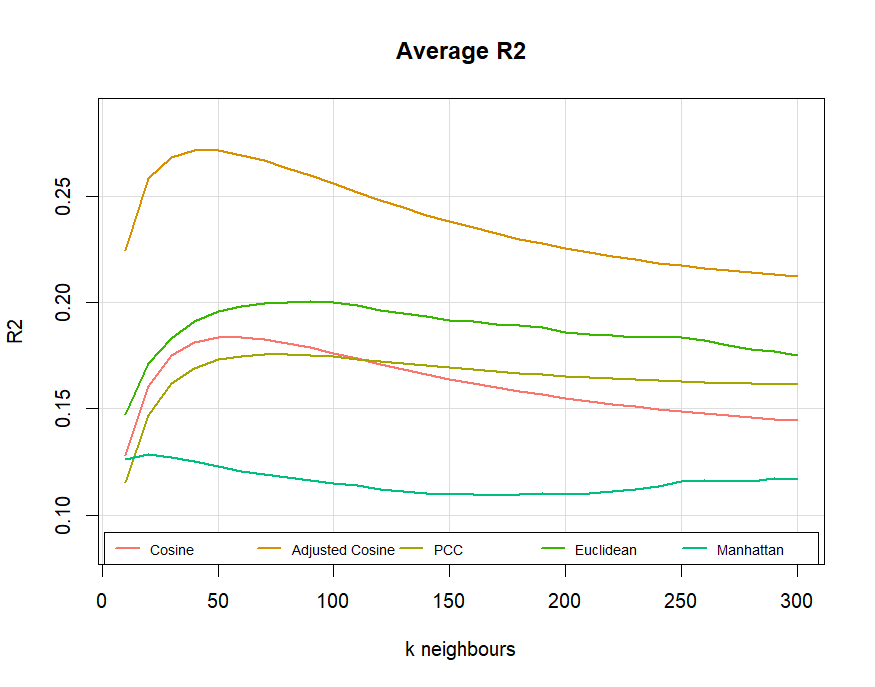 Average R2
R2
0.25
0.20
0.15
0.10
Cosine Adjusted Cosine PCC Euclidean Manhattan
0 50 100 150 200 250 300
k neighbours